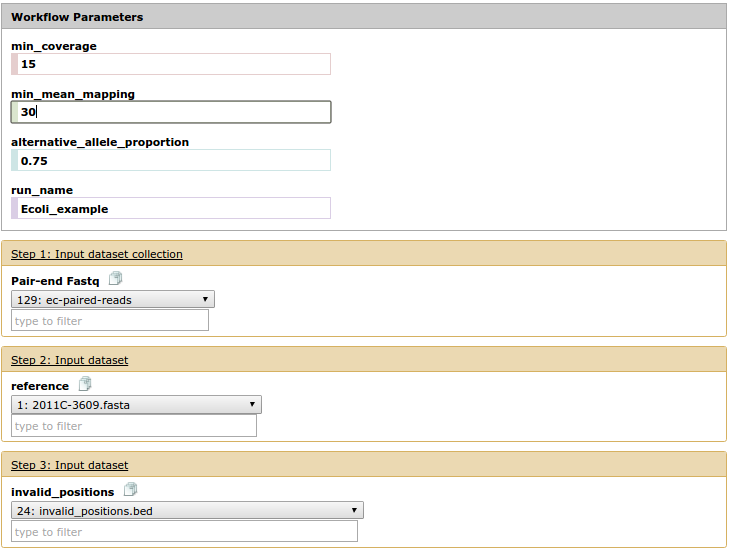 Workflow Parameters
min_coverage
15
min_mean_mapping
30
alternative_allele_proportion
0.75
run_name
Ecoli_example
Step 1: Input dataset collection
Pair-end Fastq
129: ec-paired-reads
type to filter
Step 2: Input dataset
reference
1: 2011C-3609.fasta
type to filter
Step 3: Input dataset
invalid_positions
24: invalid_positions.bed
type to filter